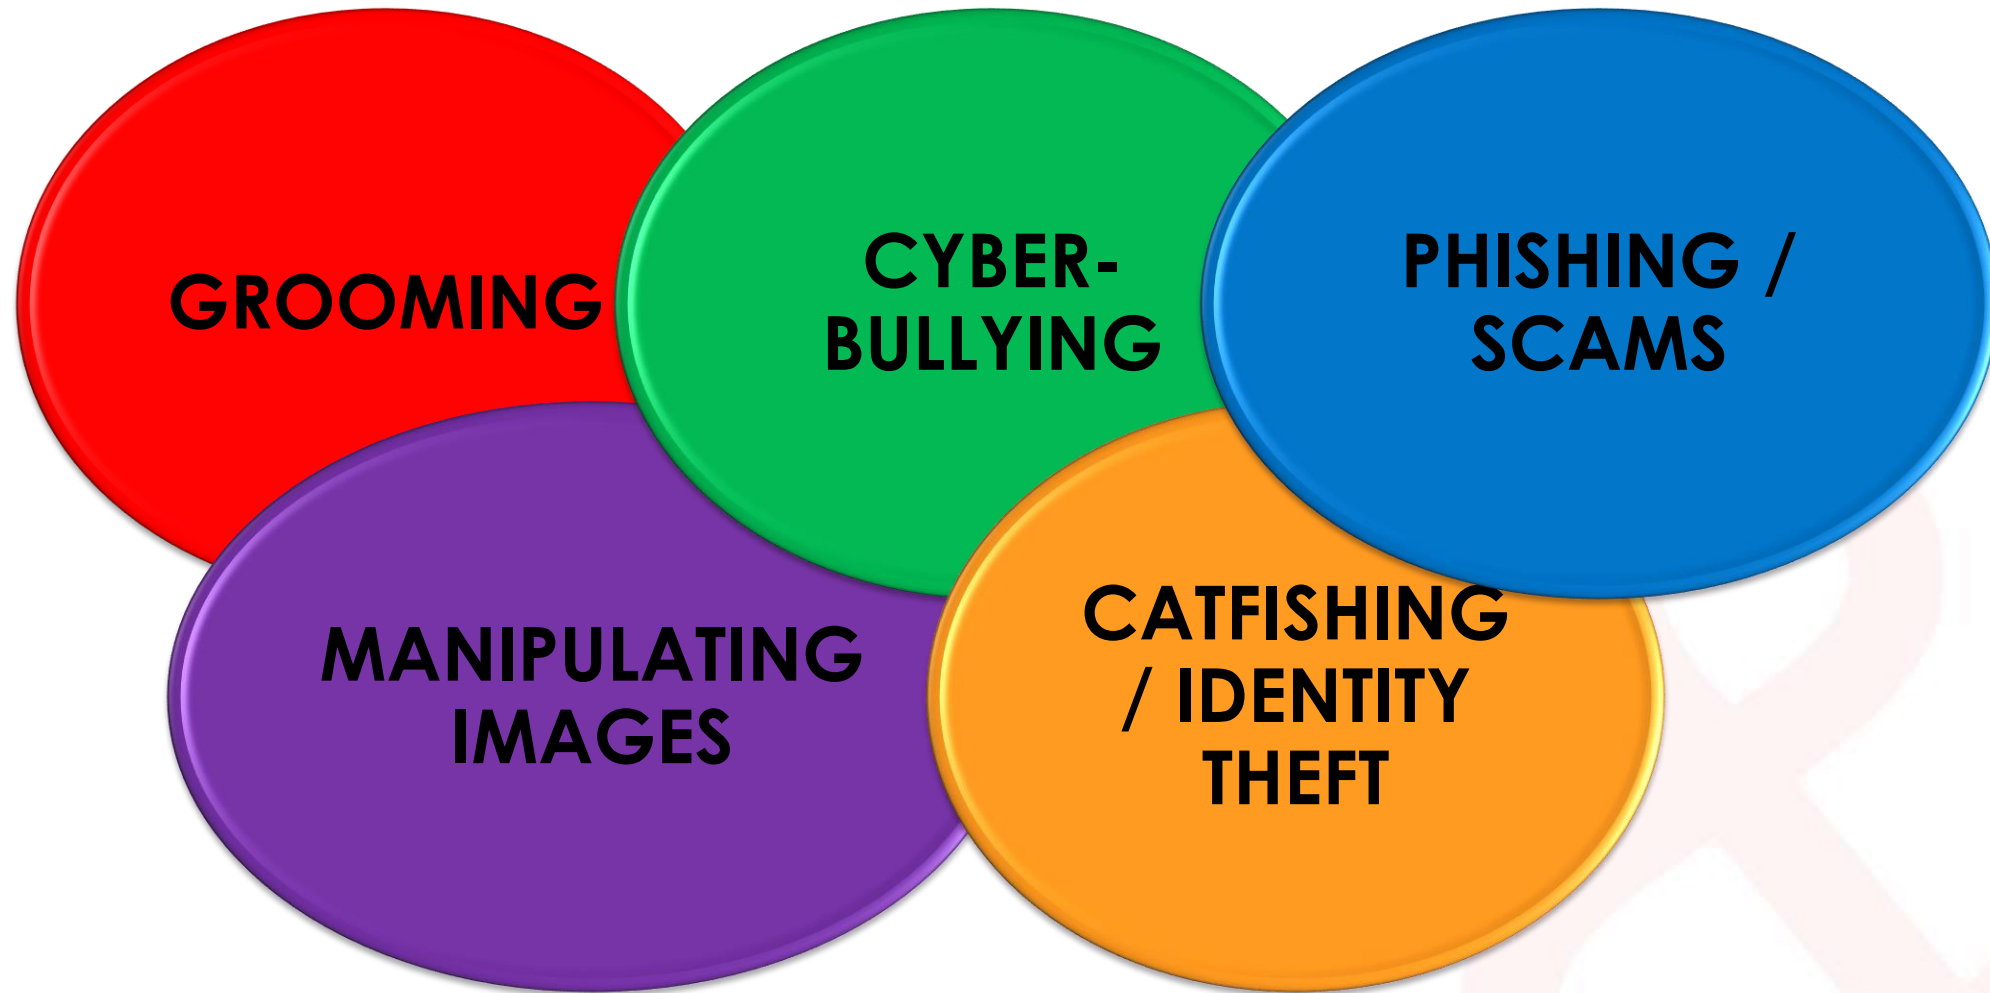 GROOMING
CYBER-
BULLYING
PHISHING /
SCAMS
MANIPULATING
IMAGES
CATFISHING
/ IDENTITY
THEFT